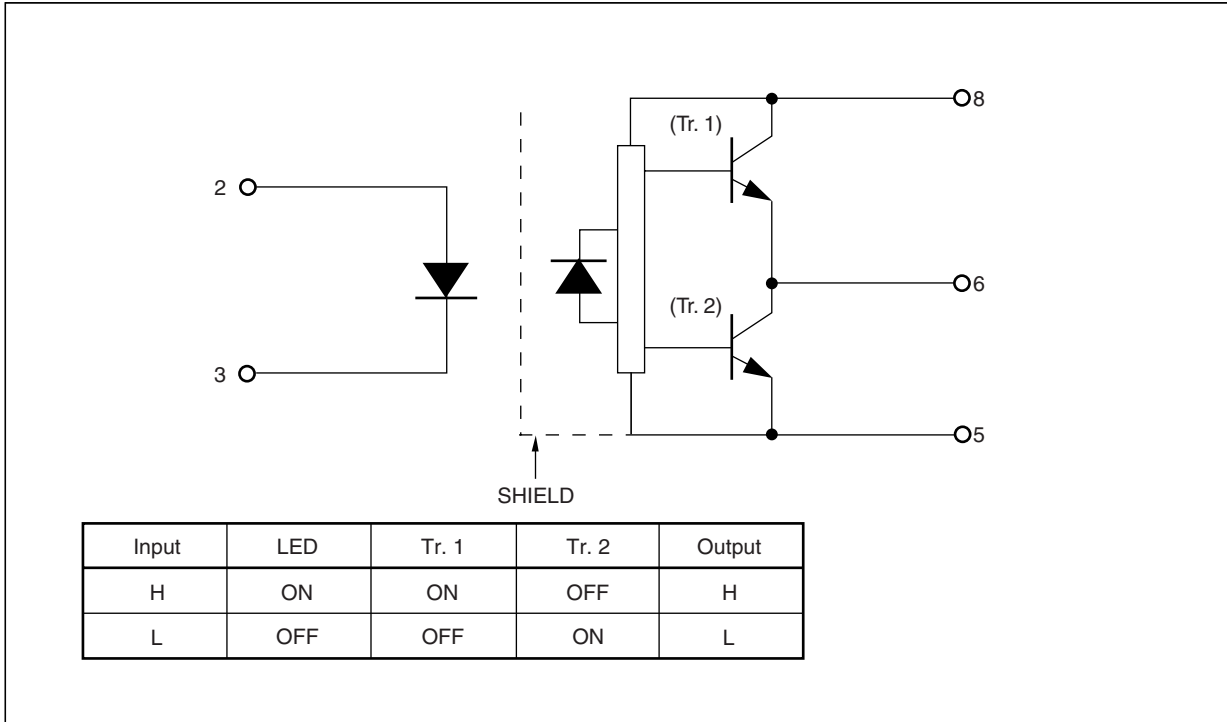 8
(Tr. 1)
2
6
(Tr. 2)
3
5
SHIELD
Input LED Tr. 1 Tr. 2 Output
H ON ON OFF H
L OFF OFF ON L